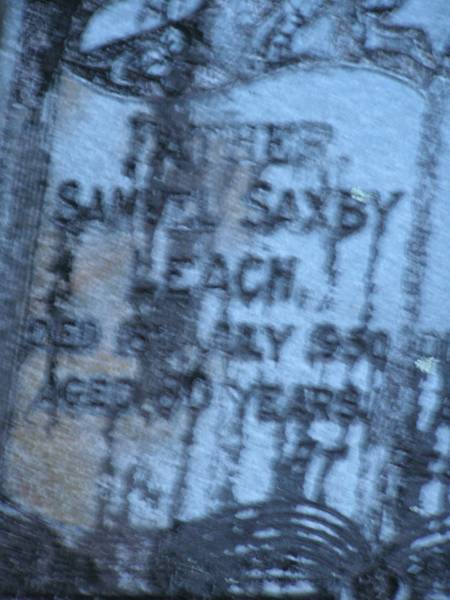 FATHER
SAMUEL SAXBY
LEACH.
DIED JULY 1950
AGED 80 YEARS.